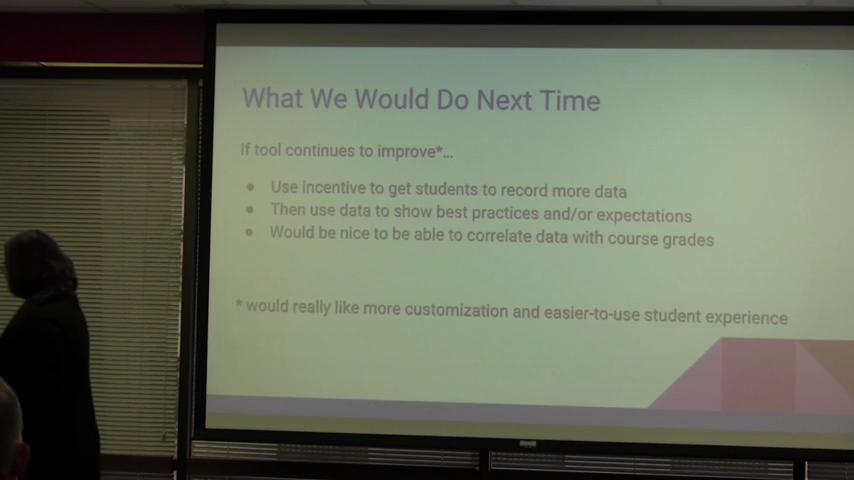 What We Would Do Next Time
If tool continues to improve*...
● Use incentive to get students to record more data
● Then use data to show best practices and/or expectations
● Would be nice to be able to correlate data with course grades
* would really like more customization and easier-to-use student experience